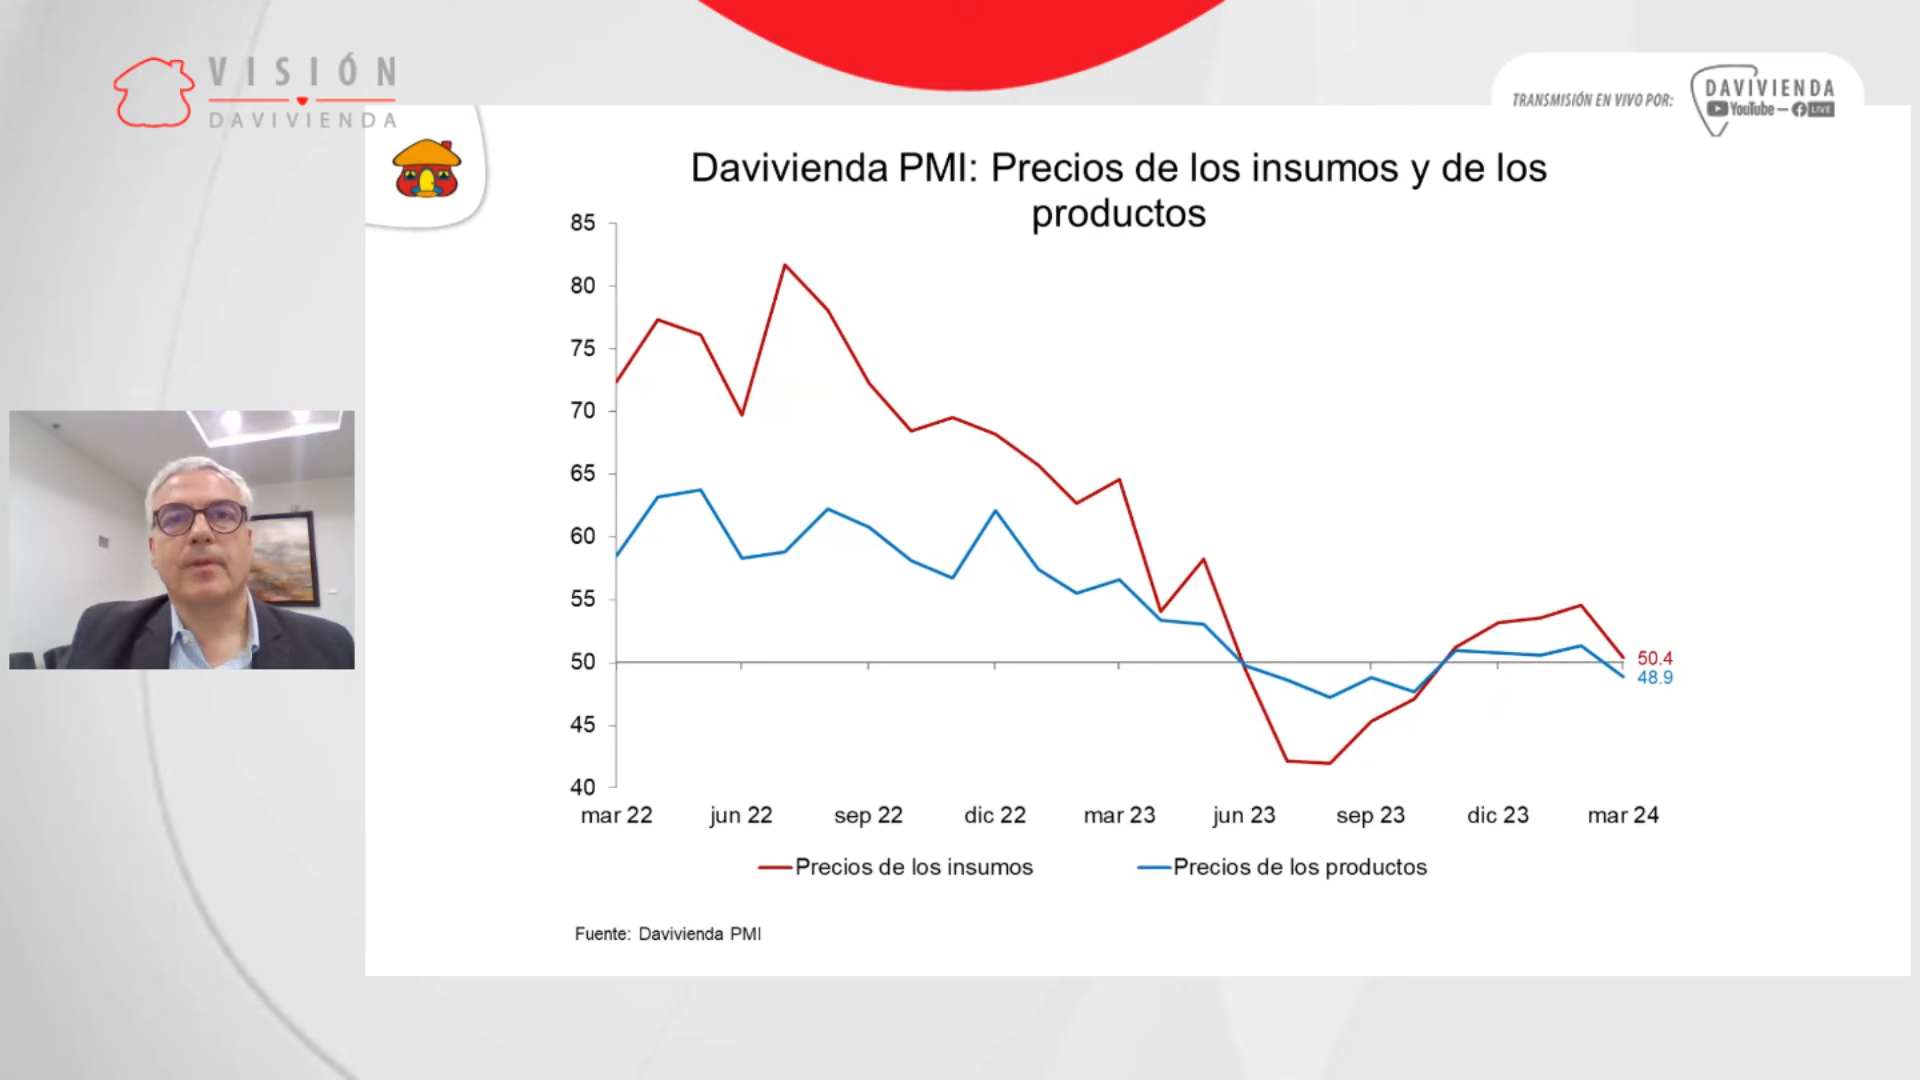 VISIÓN
DAVIVIENDA
TRANSMISIÓN EN VIVO POR:
DAVIVIENDA
YouTube – LIVE
Davivienda PMI: Precios de los insumos y de los
productos
85
80
75
70
65
60
55
50
45
40
50.4
48.9
mar 22 jun 22 sep 22 dic 22 mar 23 jun 23 sep 23 dic 23 mar 24
Precios de los insumos Precios de los productos
Fuente: Davivienda PMI